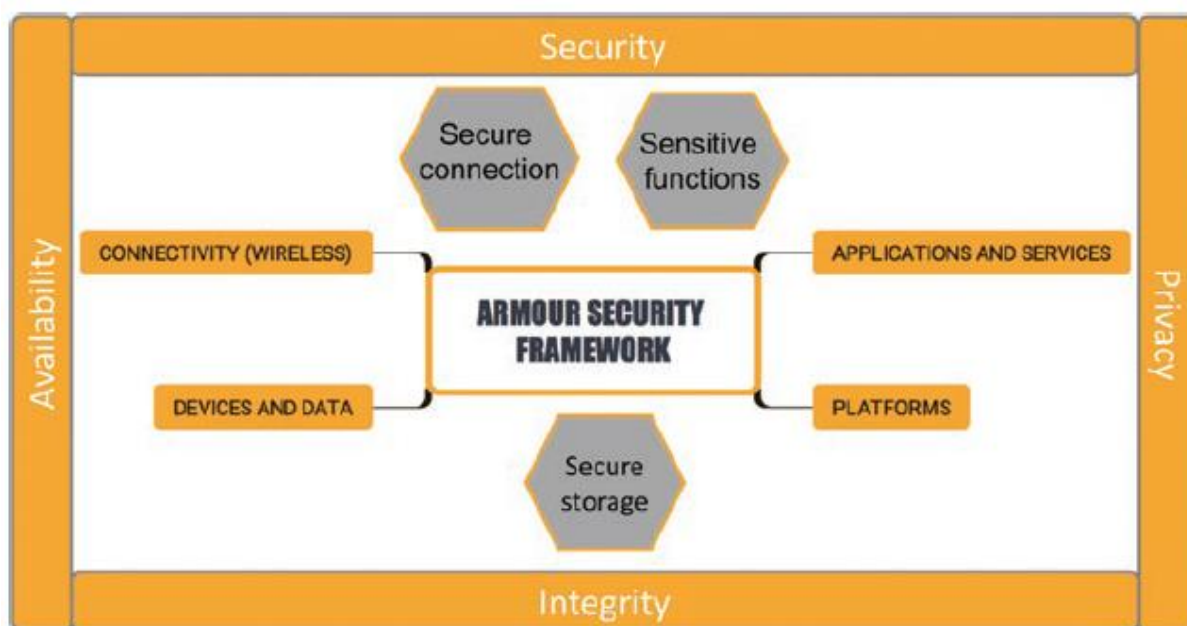 Security
Secure
connection
Sensitive
functions
Availability
CONNECTIVITY (WIRELESS)
APPLICATIONS AND SERVICES
ARMOUR SECURITY
FRAMEWORK
Privacy
DEVICES AND DATA
PLATFORMS
Secure
storage
Integrity